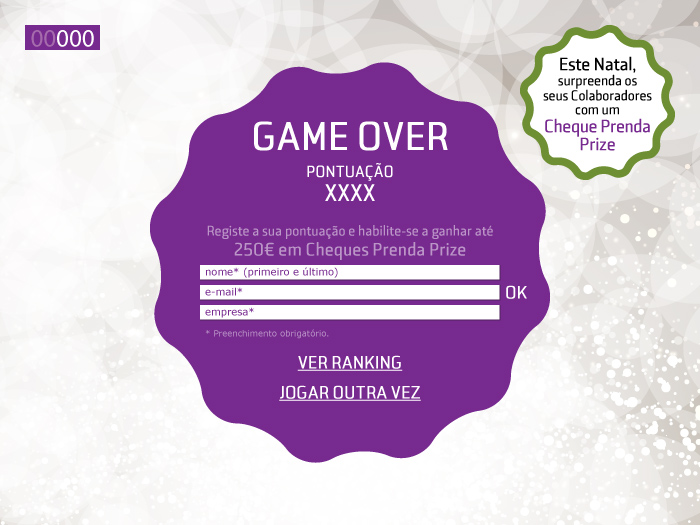 00000
Este Natal,
surpreenda os
seus Colaboradores
com um
Cheque Prenda
Prize
GAME OVER
PONTUAÇÃO
XXXX
Registe a sua pontuação e habilite-se a ganhar até
250€ em Cheques Prenda Prize
nome* (primeiro e último)
e-mail*
OK
empresa*
* Preenchimento obrigatório.
VER RANKING
JOGAR OUTRA VEZ